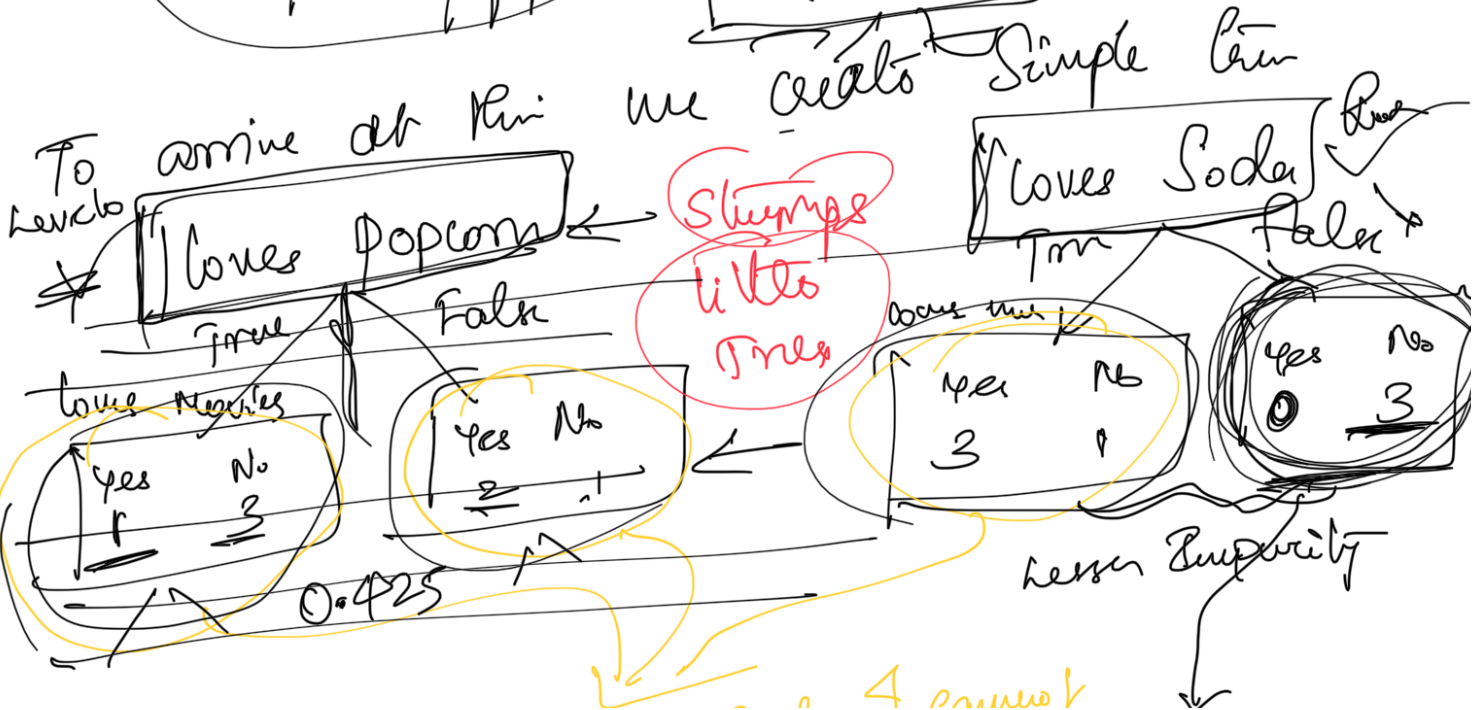 To arrive at this we create Simple
Loves Popcorn
Stumps
little
Trees
Loves Soda
True False
True False
Loves Movies
Yes No
1 3
Yes No
2 1
Yes No
3 1
Yes No
0 3
0.425
Lesser Impurity
cannot